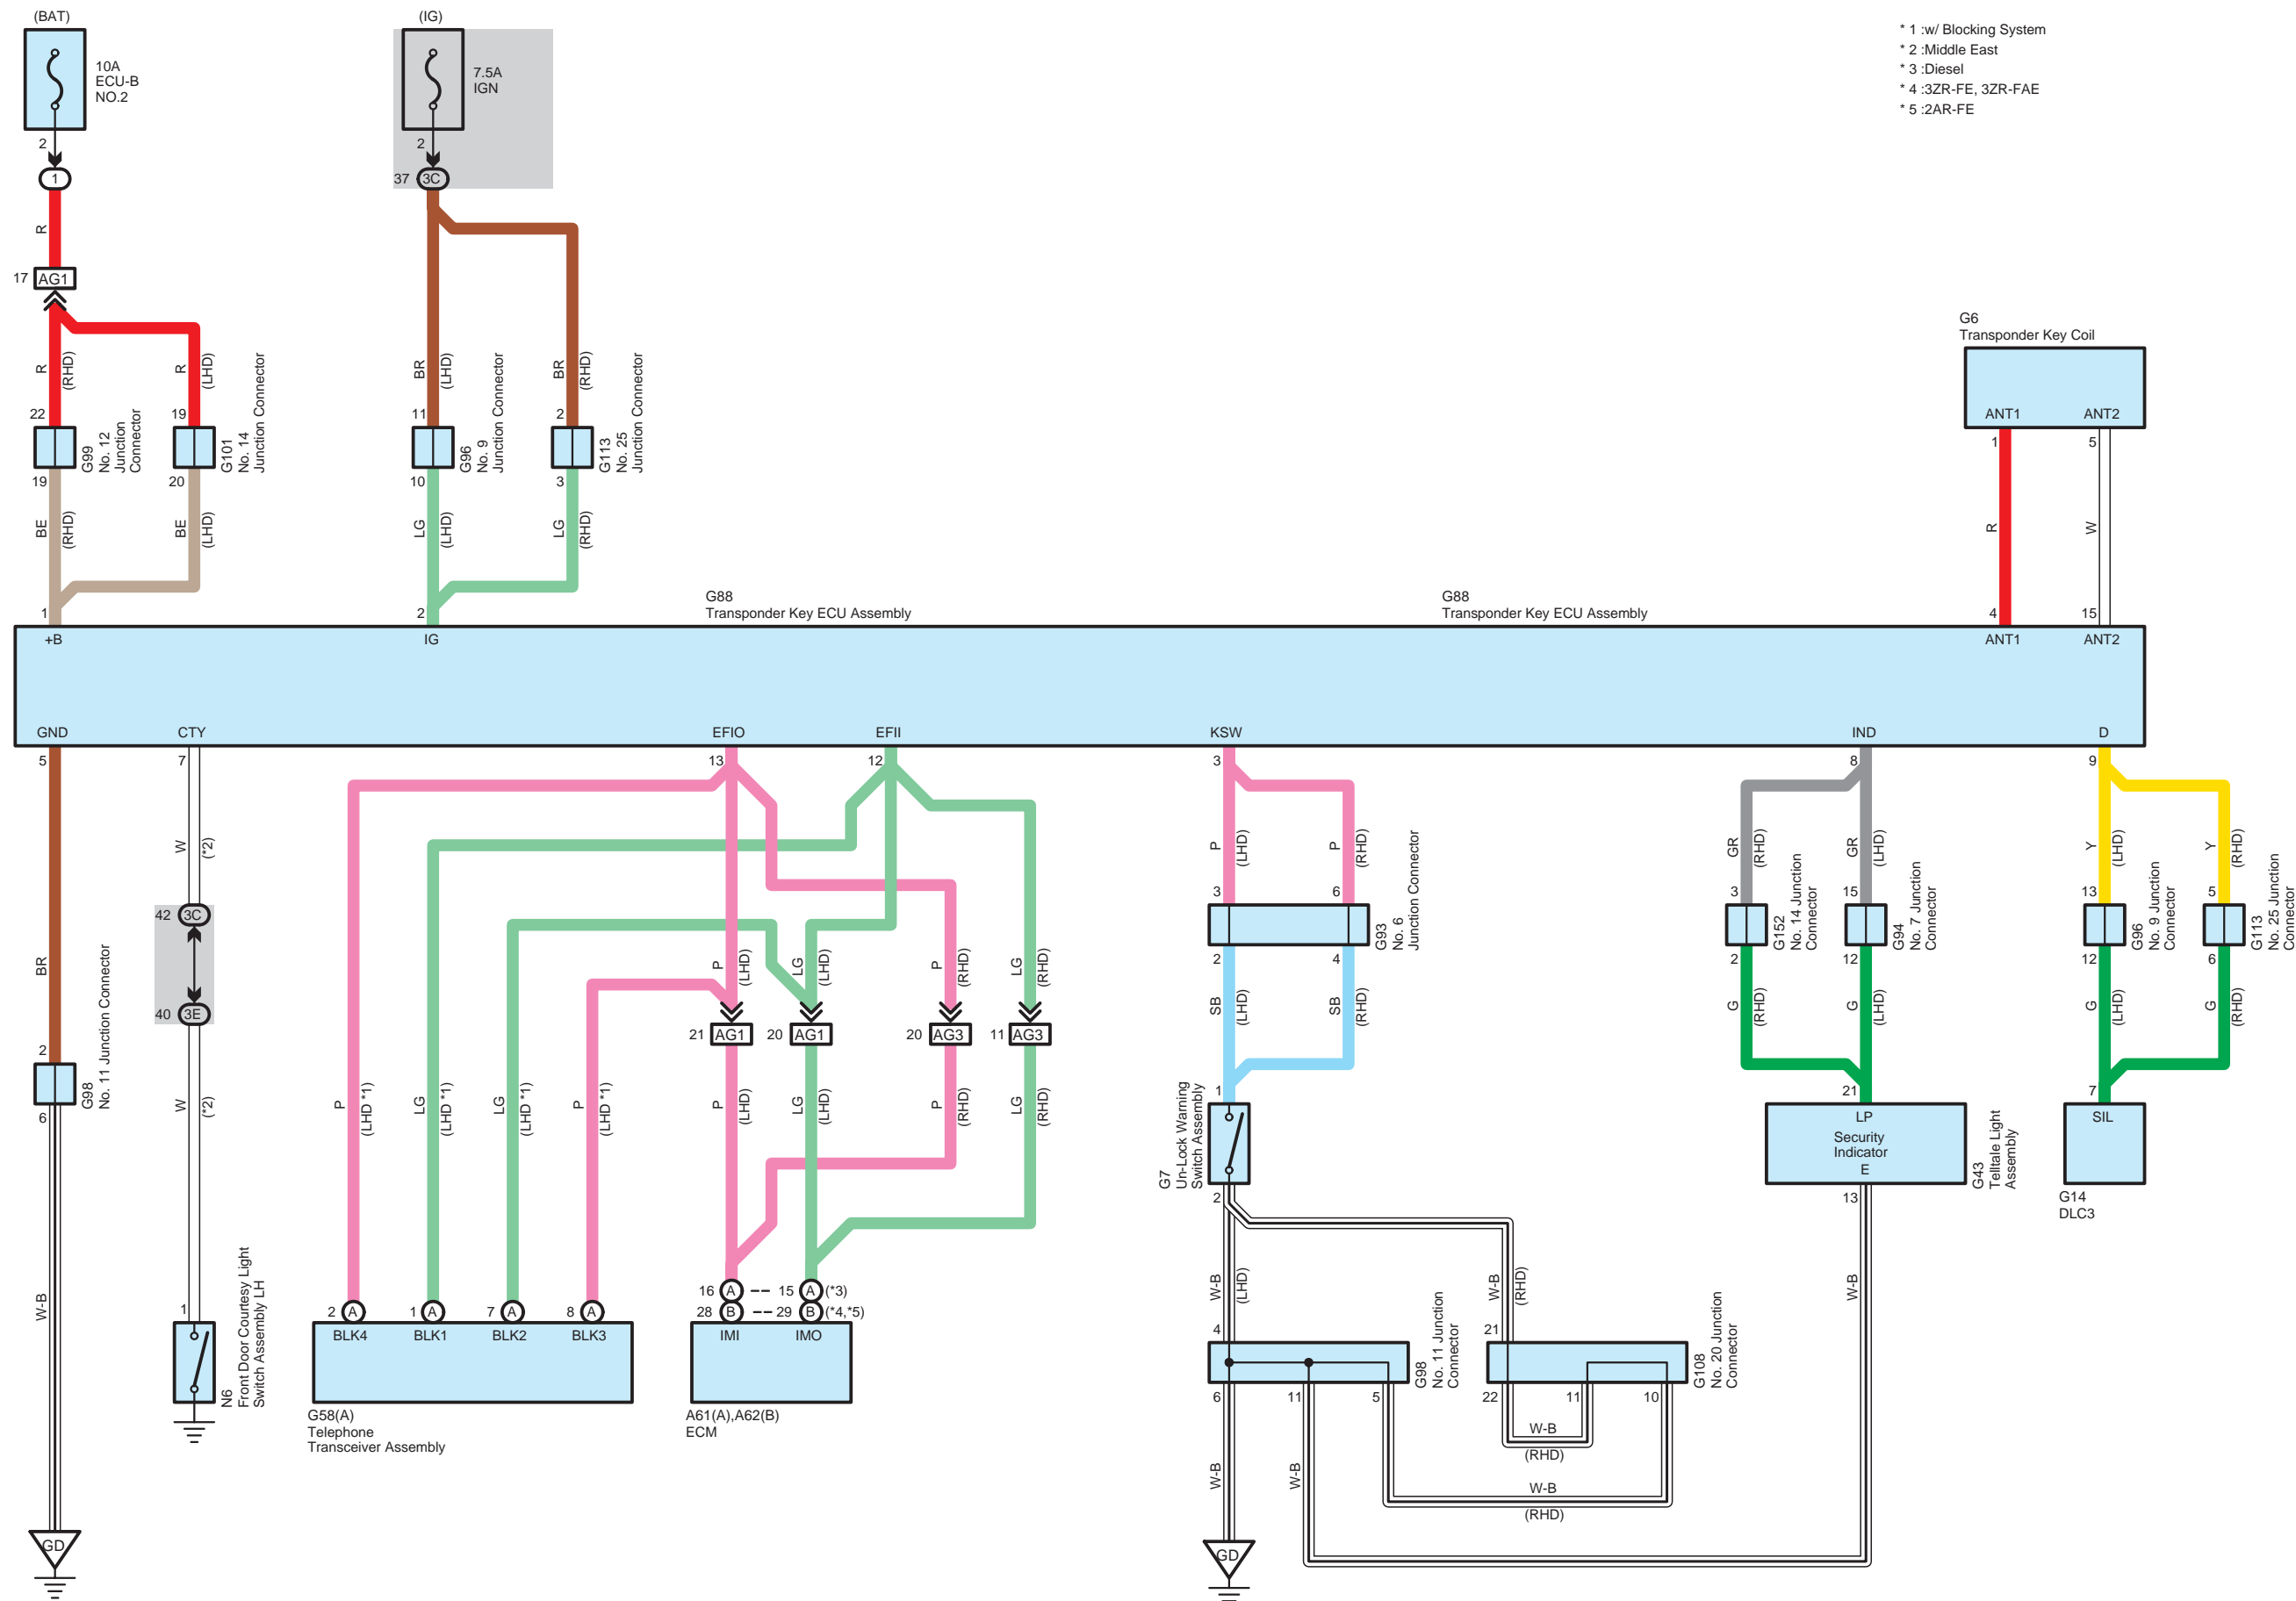 (BAT)
10A
ECU-B
NO.2
2
1
R
17 AG1
R
(RHD)
R
(LHD)
22
19
G99
No. 12
Junction
Connector
G101
No. 14
Junction Connector
19
20
BE
(RHD)
BE
(LHD)
1
(IG)
7.5A
IGN
2
37 3C
BR
(LHD)
BR
(RHD)
11
2
G96
No. 9
Junction Connector
G113
No. 25
Junction Connector
10
3
LG
(LHD)
LG
(RHD)
2
* 1 :w/ Blocking System
* 2 :Middle East
* 3 :Diesel
* 4 :3ZR-FE, 3ZR-FAE
* 5 :2AR-FE
G6
Transponder Key Coil
ANT1 ANT2
1 5
R
W
4 15
G88
Transponder Key ECU Assembly
G88
Transponder Key ECU Assembly
+B IG ANT1 ANT2
GND CTY EFIO EFII KSW IND D
5 7 13 12 3 8 9
BR
2
G98
No. 11 Junction Connector
6
W-B
GD
W
(*2)
42 3C
40 3E
W
(*2)
1
N6
Front Door Courtesy Light
Switch Assembly LH
P
(LHD)
LG
(LHD)
P
(RHD)
LG
(RHD)
21 AG1 20 AG1 20 AG3 11 AG3
P
(LHD *1)
LG
(LHD *1)
LG
(LHD *1)
P
(LHD *1)
P
(LHD)
LG
(LHD)
P
(RHD)
LG
(RHD)
2 A 1 A 7 A 8 A
BLK4 BLK1 BLK2 BLK3
G58(A)
Telephone
Transceiver Assembly
16 A -- 15 A (*3)
28 B -- 29 B (*4,*5)
IMI IMO
A61(A),A62(B)
ECM
P
(LHD)
P
(RHD)
3 6
G93
No. 6
Junction Connector
2 4
SB
(LHD)
SB
(RHD)
1
G7
Un-Lock Warning
Switch Assembly
2
W-B
(LHD)
W-B
(RHD)
4
21
G98
No. 11 Junction
Connector
G108
No. 20 Junction
Connector
6 11 5
22 11 10
W-B
(RHD)
W-B
(RHD)
W-B
W-B
GD
GR
(RHD)
GR
(LHD)
3 15
G152
No. 14 Junction
Connector
G94
No. 7 Junction
Connector
2 12
G
(RHD)
G
(LHD)
21
LP
Security
Indicator
E
G43
Telltale Light
Assembly
13
W-B
Y
(LHD)
Y
(RHD)
13 5
G96
No. 9 Junction
Connector
G113
No. 25 Junction
Connector
12 6
G
(LHD)
G
(RHD)
7
SIL
G14
DLC3